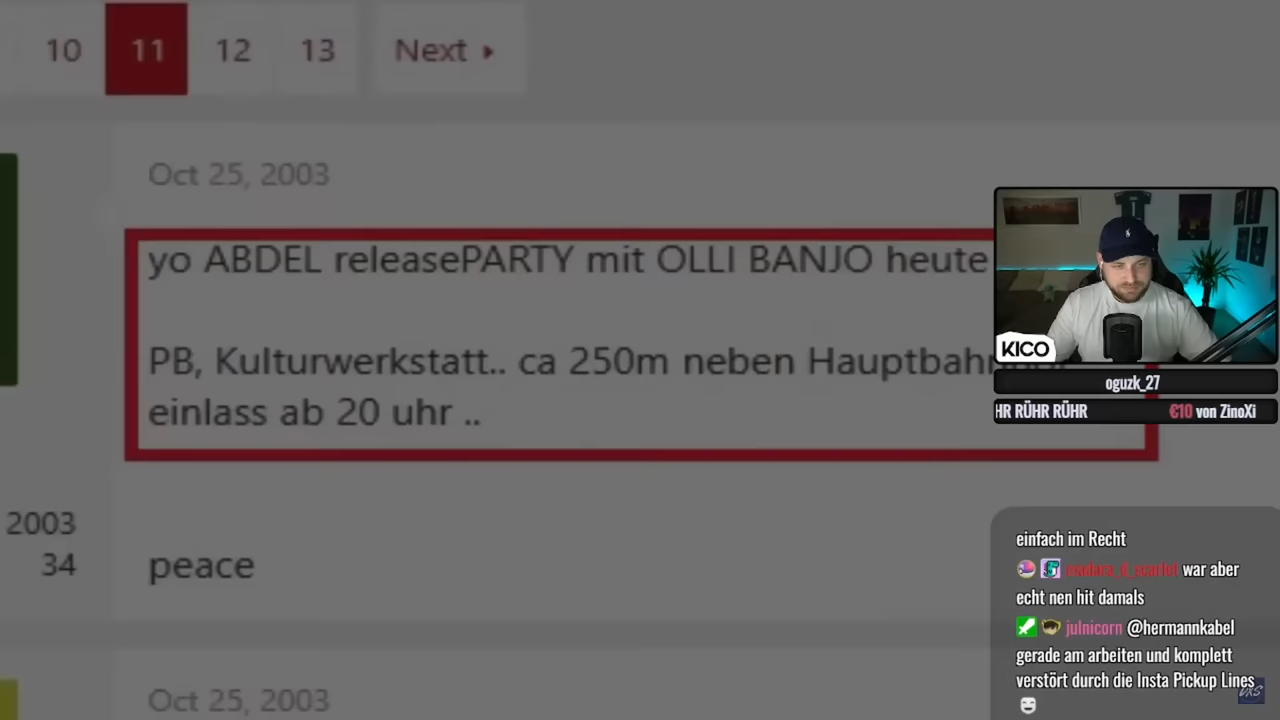 10 11 12 13 Next
Oct 25, 2003
yo ABDEL releasePARTY mit OLLI BANJO heute
PB, Kulturwerkstatt.. ca 250m neben
einlass ab 20 uhr ..
2003
34
peace
Oct 25, 2003
KICO
oguzk_27
HR RÜHR RÜHR €10 von ZinoXi
einfach im Recht
war aber
echt nen hit damals
julnicorn @hermannkabel
gerade am arbeiten und komplett
verstört durch die Insta Pickup Lines